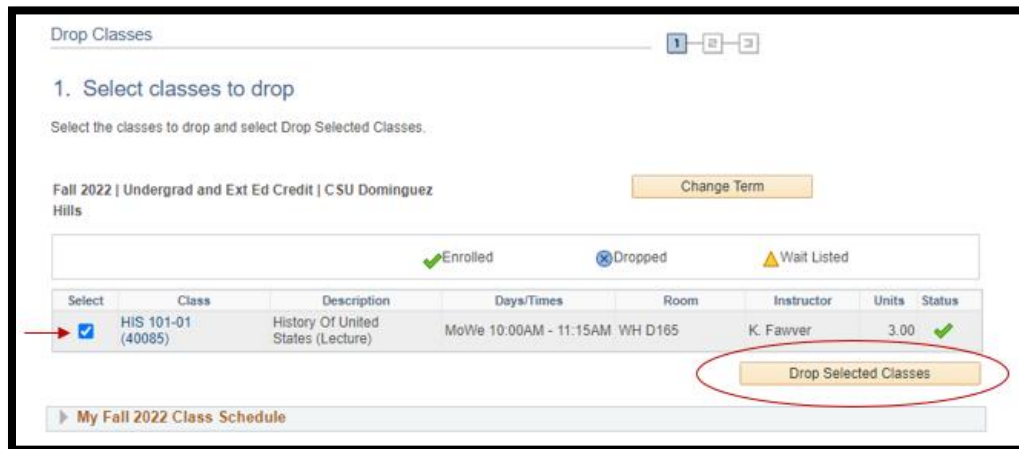 Drop Classes
1 2 3
1. Select classes to drop
Select the classes to drop and select Drop Selected Classes.
Fall 2022 | Undergrad and Ext Ed Credit | CSU Dominguez
Hills
Change Term
Enrolled Dropped Wait Listed
Select Class Description Days/Times Room Instructor Units Status
HIS 101-01 History Of United
(40085) States (Lecture) MoWe 10:00AM - 11:15AM WH D165 K. Fawver 3.00
Drop Selected Classes
My Fall 2022 Class Schedule